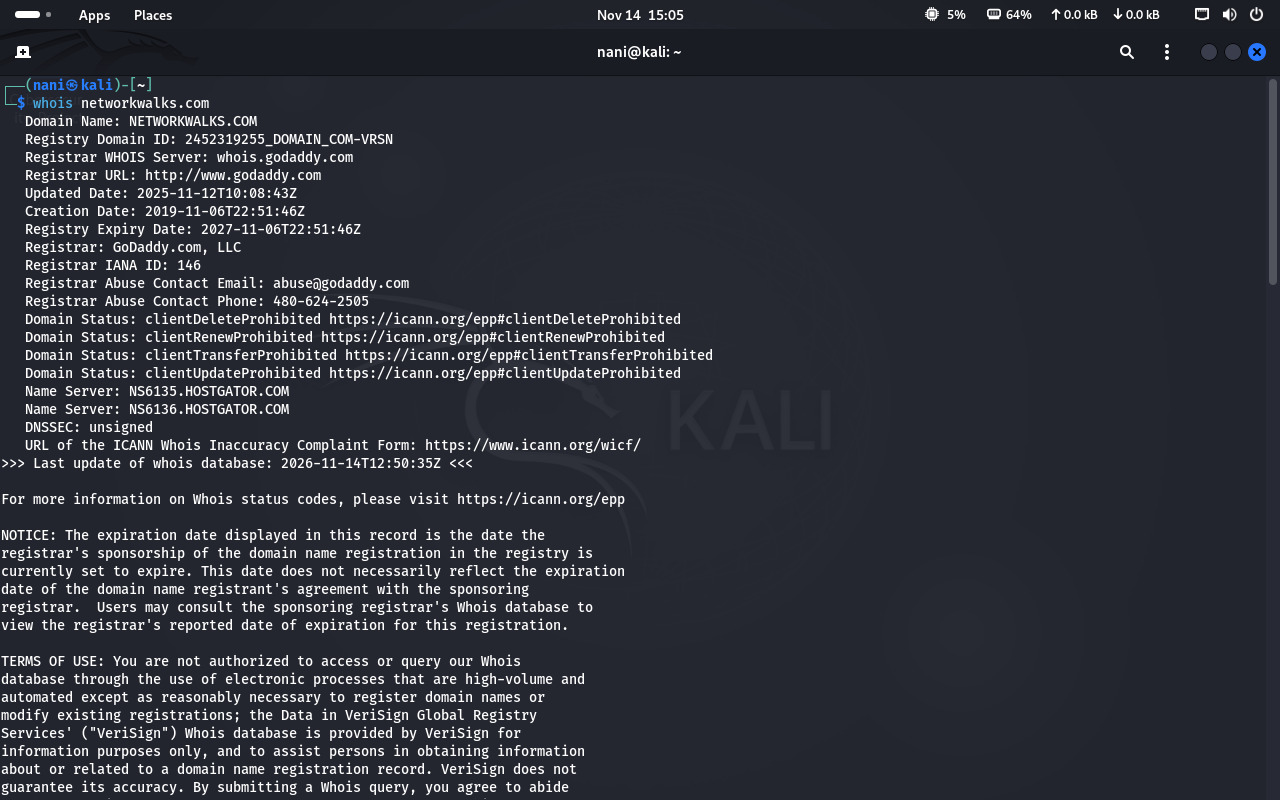 Apps Places Nov 14 15:05 5% 64% 0.0 kB 0.0 kB
nani@kali: ~
┌──(nani㉿kali)-[~]
└─$ whois networkwalks.com
   Domain Name: NETWORKWALKS.COM
   Registry Domain ID: 2452319255_DOMAIN_COM-VRSN
   Registrar WHOIS Server: whois.godaddy.com
   Registrar URL: http://www.godaddy.com
   Updated Date: 2025-11-12T10:08:43Z
   Creation Date: 2019-11-06T22:51:46Z
   Registry Expiry Date: 2027-11-06T22:51:46Z
   Registrar: GoDaddy.com, LLC
   Registrar IANA ID: 146
   Registrar Abuse Contact Email: abuse@godaddy.com
   Registrar Abuse Contact Phone: 480-624-2505
   Domain Status: clientDeleteProhibited https://icann.org/epp#clientDeleteProhibited
   Domain Status: clientRenewProhibited https://icann.org/epp#clientRenewProhibited
   Domain Status: clientTransferProhibited https://icann.org/epp#clientTransferProhibited
   Domain Status: clientUpdateProhibited https://icann.org/epp#clientUpdateProhibited
   Name Server: NS6135.HOSTGATOR.COM
   Name Server: NS6136.HOSTGATOR.COM
   DNSSEC: unsigned
   URL of the ICANN Whois Inaccuracy Complaint Form: https://www.icann.org/wicf/
>>> Last update of whois database: 2026-11-14T12:50:35Z <<<

For more information on Whois status codes, please visit https://icann.org/epp

NOTICE: The expiration date displayed in this record is the date the
registrar's sponsorship of the domain name registration in the registry is
currently set to expire. This date does not necessarily reflect the expiration
date of the domain name registrant's agreement with the sponsoring
registrar.  Users may consult the sponsoring registrar's Whois database to
view the registrar's reported date of expiration for this registration.

TERMS OF USE: You are not authorized to access or query our Whois
database through the use of electronic processes that are high-volume and
automated except as reasonably necessary to register domain names or
modify existing registrations; the Data in VeriSign Global Registry
Services' ("VeriSign") Whois database is provided by VeriSign for
information purposes only, and to assist persons in obtaining information
about or related to a domain name registration record. VeriSign does not
guarantee its accuracy. By submitting a Whois query, you agree to abide
KALI